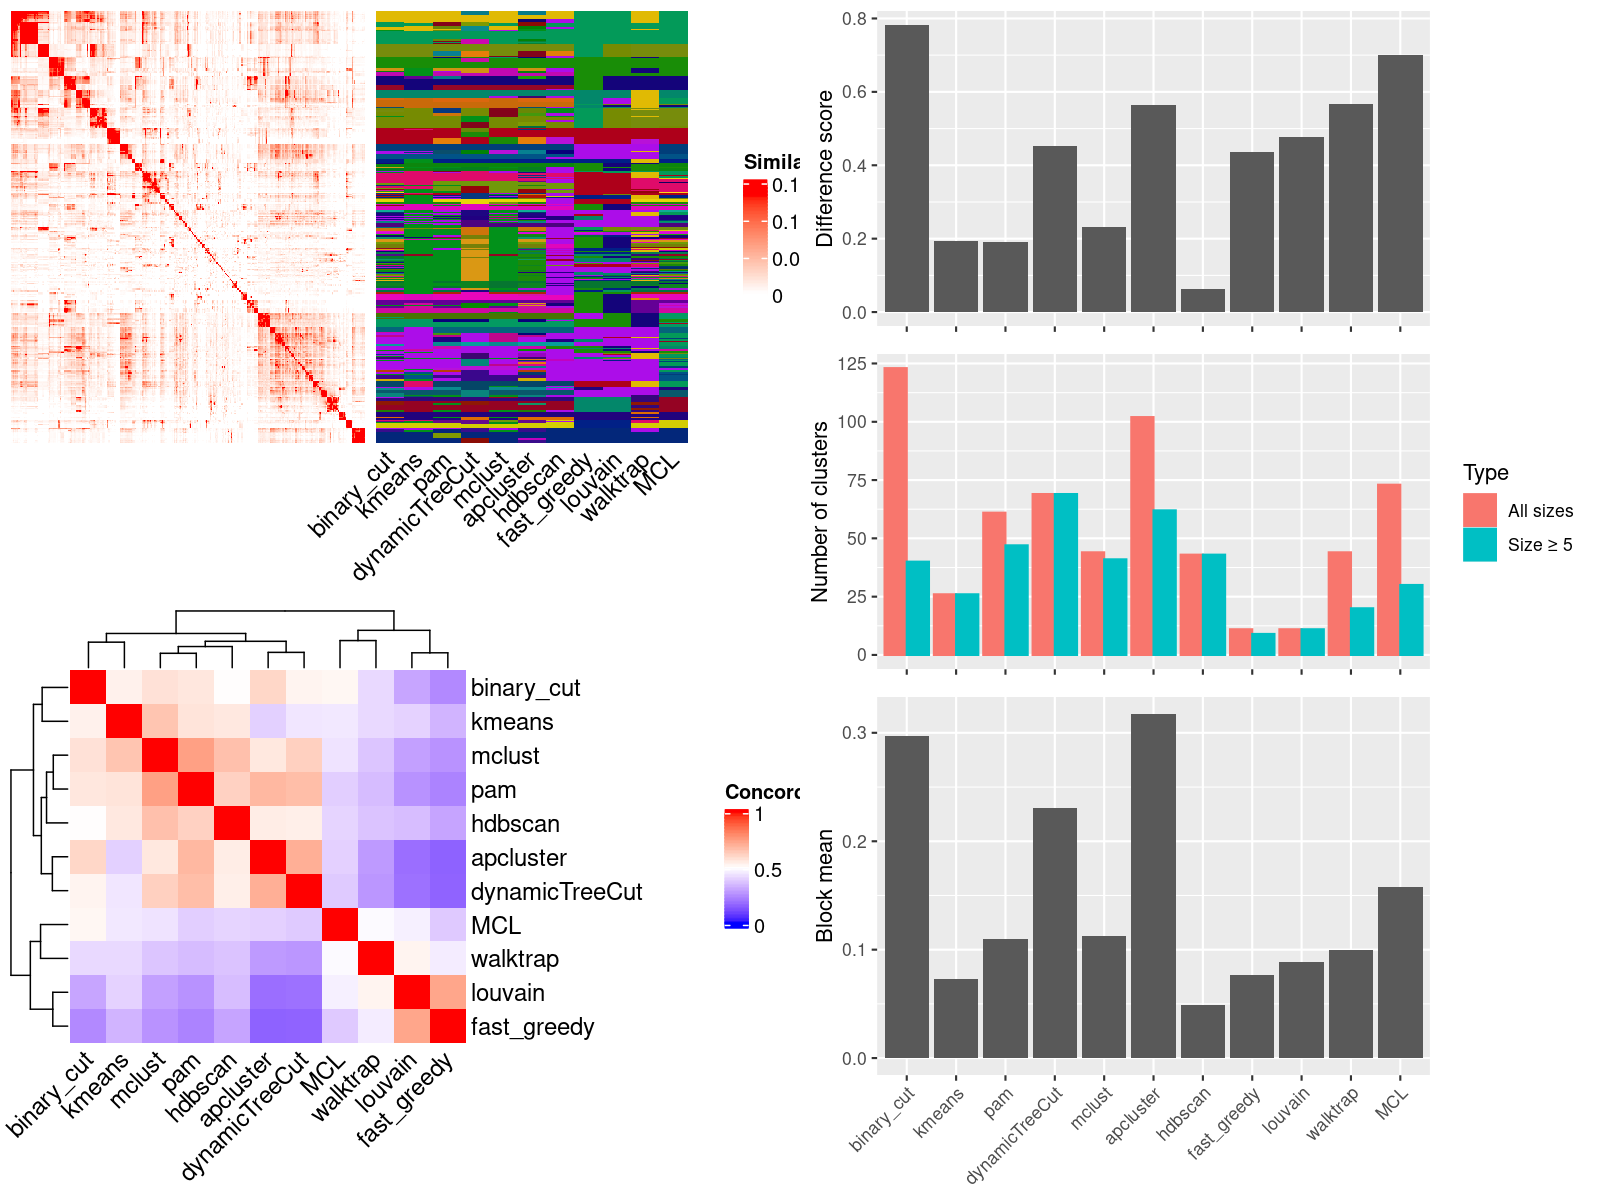 Simila
0.1
0.1
0.0
0
binary_cut
kmeans
pam
dynamicTreeCut
mclust
apcluster
hdbscan
fast_greedy
louvain
walktrap
MCL
binary_cut
kmeans
mclust
pam
hdbscan
apcluster
dynamicTreeCut
MCL
walktrap
louvain
fast_greedy
binary_cut
kmeans
mclust
pam
hdbscan
apcluster
dynamicTreeCut
MCL
walktrap
louvain
fast_greedy
Concord
1
0.5
0
Difference score
0.8
0.6
0.4
0.2
0.0
Number of clusters
125
100
75
50
25
0
Type
All sizes
Size ≥ 5
Block mean
0.3
0.2
0.1
0.0
binary_cut
kmeans
pam
dynamicTreeCut
mclust
apcluster
hdbscan
fast_greedy
louvain
walktrap
MCL